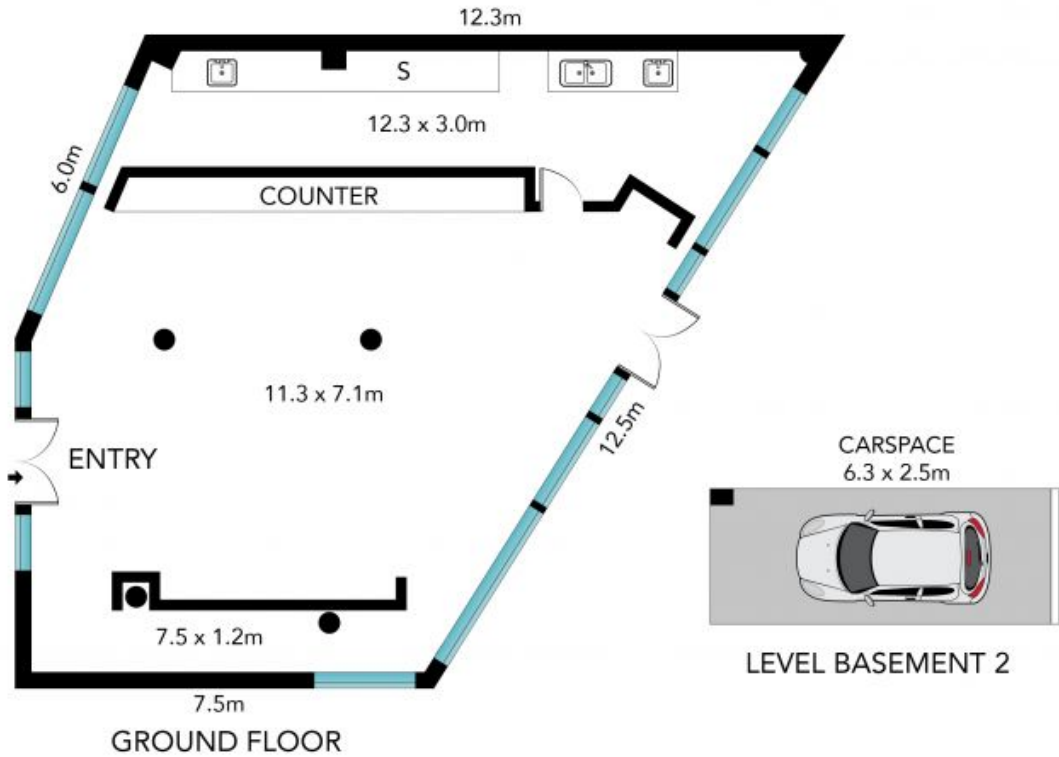 12.3m
S
12.3 x 3.0m
6.0m
COUNTER
11.3 x 7.1m
12.5m
ENTRY
CARSPACE
6.3 x 2.5m
7.5 x 1.2m
LEVEL BASEMENT 2
7.5m
GROUND FLOOR